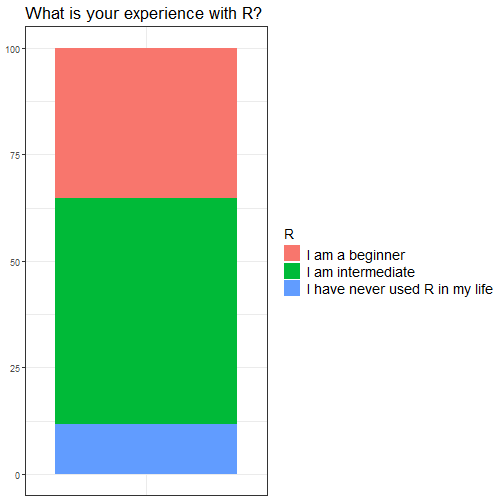 What is your experience with R?
100
75
50
25
0
R
I am a beginner
I am intermediate
I have never used R in my life